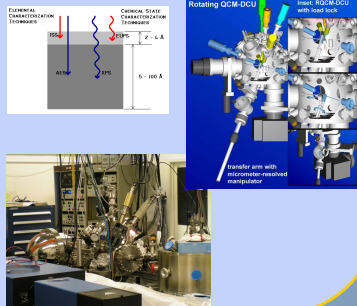 ELEMENTAL
CHARACTERIZATION
TECHNIQUES
CHEMICAL STATE
CHARACTERIZATION
TECHNIQUES
ISS
EUPS
2 - 4 Å
AES
XPS
5 - 100 Å
Rotating QCM-DCU
Inset: RQCM-DCU
with load lock
transfer arm with
micrometer-resolved
manipulator